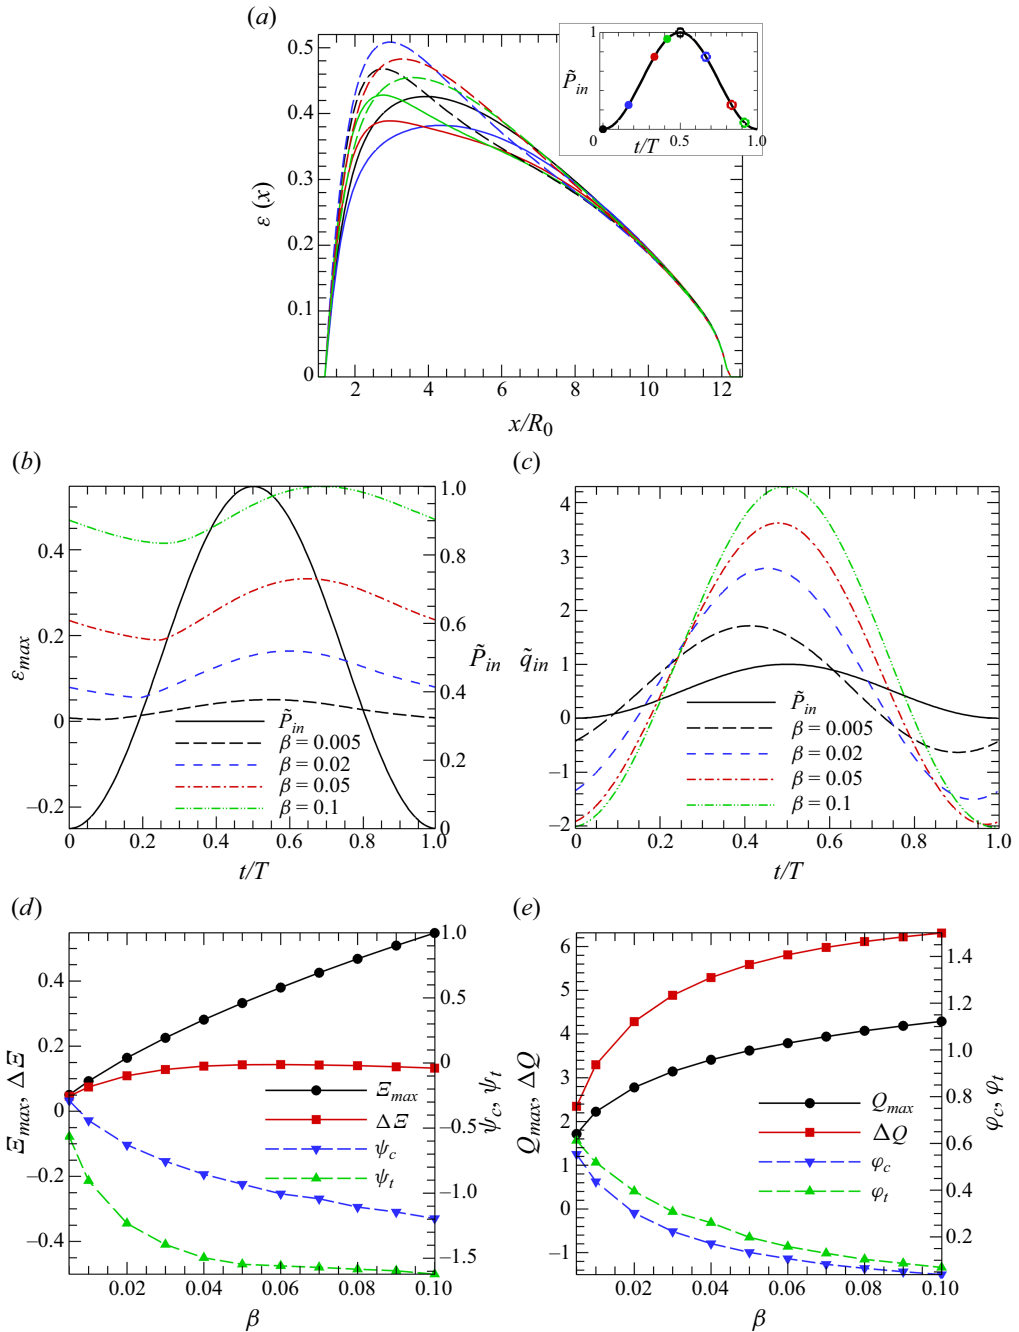 (a)
0.5
0.4
0.3
0.2
0.1
0
ε (x)
2 4 6 8 10 12
x/R₀
1
P̃in
0
0 0.5 1.0
t/T
(b)
0.4
0.2
0
−0.2
εmax
1.0
0.8
0.6
0.4
0.2
0
P̃in
0 0.2 0.4 0.6 0.8 1.0
t/T
P̃in
β = 0.005
β = 0.02
β = 0.05
β = 0.1
(c)
4
3
2
1
0
−1
−2
q̃in
0 0.2 0.4 0.6 0.8 1.0
t/T
P̃in
β = 0.005
β = 0.02
β = 0.05
β = 0.1
(d)
0.4
0.2
0
−0.2
−0.4
Ξmax, ΔΞ
1.0
0.5
0
−0.5
−1.0
−1.5
ψc, ψt
0.02 0.04 0.06 0.08 0.10
β
Ξmax
ΔΞ
ψc
ψt
(e)
6
5
4
3
2
1
0
−1
Qmax, ΔQ
1.4
1.2
1.0
0.8
0.6
0.4
0.2
φc, φt
0.02 0.04 0.06 0.08 0.10
β
Qmax
ΔQ
φc
φt